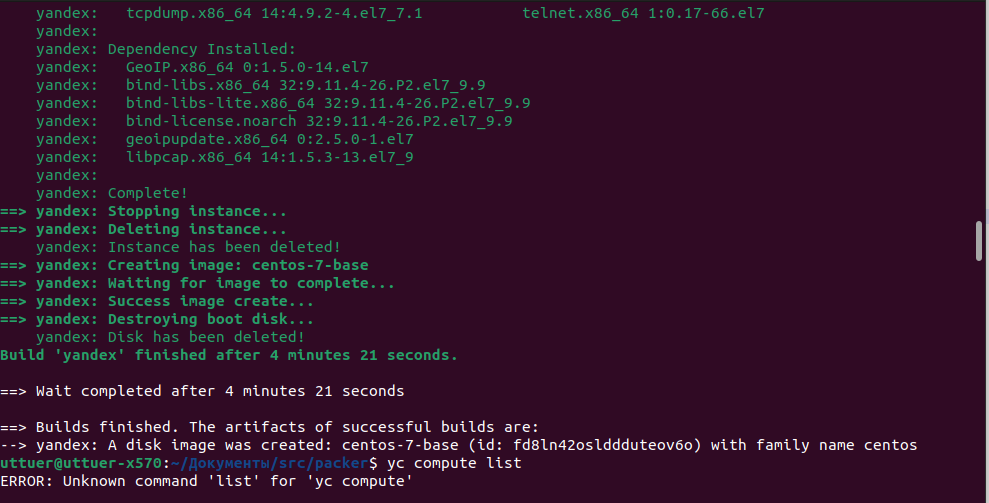 yandex:   tcpdump.x86_64 14:4.9.2-4.el7_7.1           telnet.x86_64 1:0.17-66.el7
yandex:
yandex: Dependency Installed:
yandex:   GeoIP.x86_64 0:1.5.0-14.el7
yandex:   bind-libs.x86_64 32:9.11.4-26.P2.el7_9.9
yandex:   bind-libs-lite.x86_64 32:9.11.4-26.P2.el7_9.9
yandex:   bind-license.noarch 32:9.11.4-26.P2.el7_9.9
yandex:   geoipupdate.x86_64 0:2.5.0-1.el7
yandex:   libpcap.x86_64 14:1.5.3-13.el7_9
yandex:
yandex: Complete!
==> yandex: Stopping instance...
==> yandex: Deleting instance...
yandex: Instance has been deleted!
==> yandex: Creating image: centos-7-base
==> yandex: Waiting for image to complete...
==> yandex: Success image create...
==> yandex: Destroying boot disk...
yandex: Disk has been deleted!
Build 'yandex' finished after 4 minutes 21 seconds.
==> Wait completed after 4 minutes 21 seconds
==> Builds finished. The artifacts of successful builds are:
--> yandex: A disk image was created: centos-7-base (id: fd8ln42oslddduteov6o) with family name centos
uttuer@uttuer-x570:~/Документы/src/packer$ yc compute list
ERROR: Unknown command 'list' for 'yc compute'